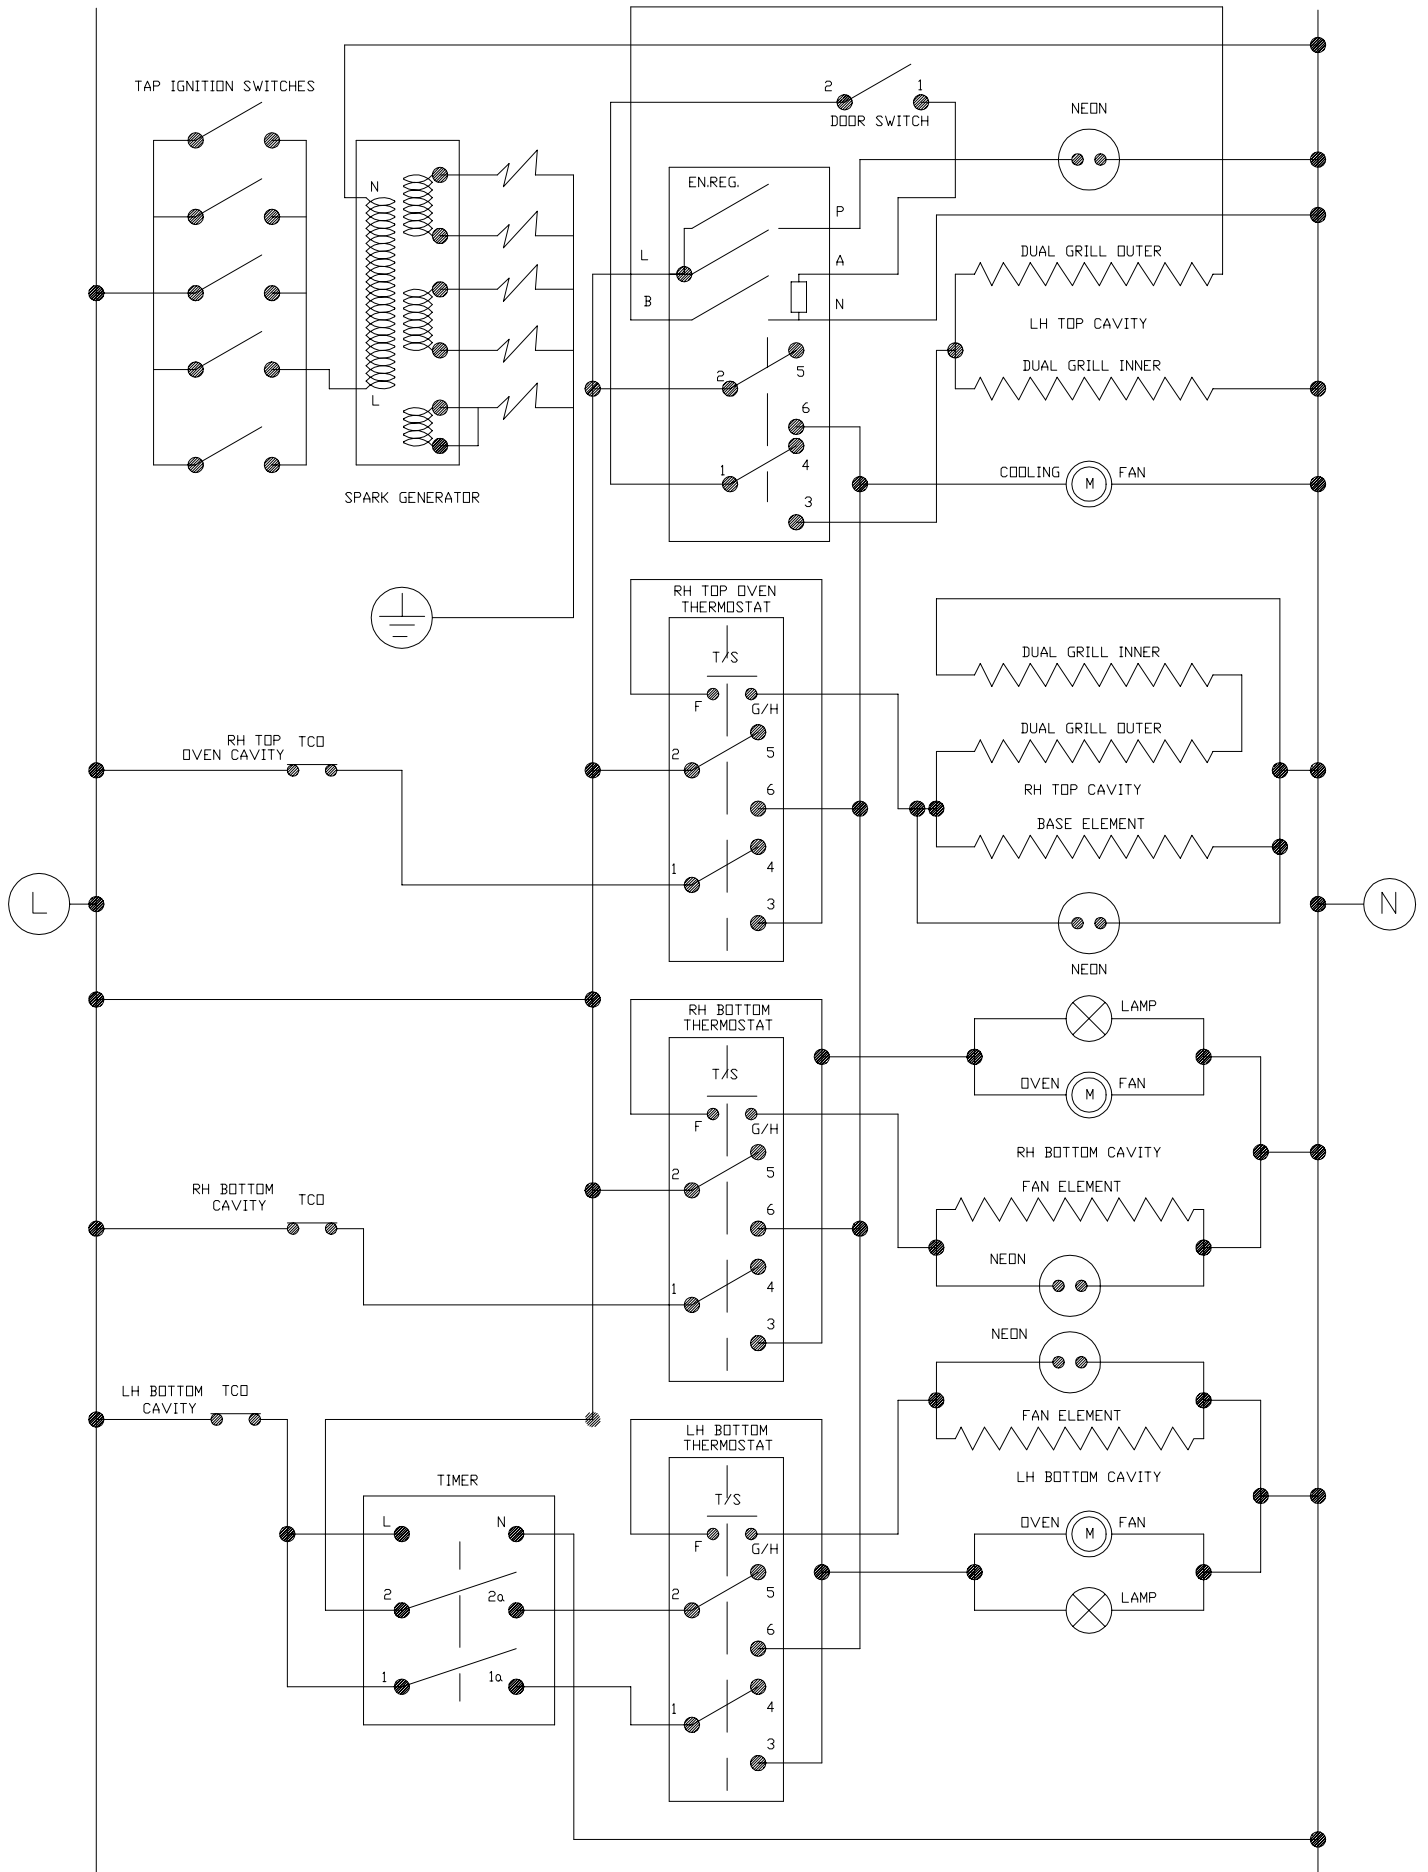 TAP IGNITION SWITCHES
2
1
DOOR SWITCH
NEON
N
EN.REG.
P
L
A
DUAL GRILL OUTER
B
N
LH TOP CAVITY
2
5
DUAL GRILL INNER
L
6
1
4
COOLING
M
FAN
SPARK GENERATOR
3
RH TOP OVEN
THERMOSTAT
T/S
DUAL GRILL INNER
F
G/H
RH TOP
OVEN CAVITY
TCO
2
5
DUAL GRILL OUTER
6
RH TOP CAVITY
BASE ELEMENT
1
4
L
3
N
NEON
RH BOTTOM
THERMOSTAT
LAMP
T/S
OVEN
M
FAN
F
G/H
RH BOTTOM CAVITY
2
5
RH BOTTOM
CAVITY
TCO
FAN ELEMENT
6
NEON
1
4
3
NEON
LH BOTTOM
CAVITY
TCO
FAN ELEMENT
LH BOTTOM
THERMOSTAT
TIMER
LH BOTTOM CAVITY
T/S
L
N
OVEN
M
FAN
F
G/H
2
2a
2
5
LAMP
6
1
1a
1
4
3